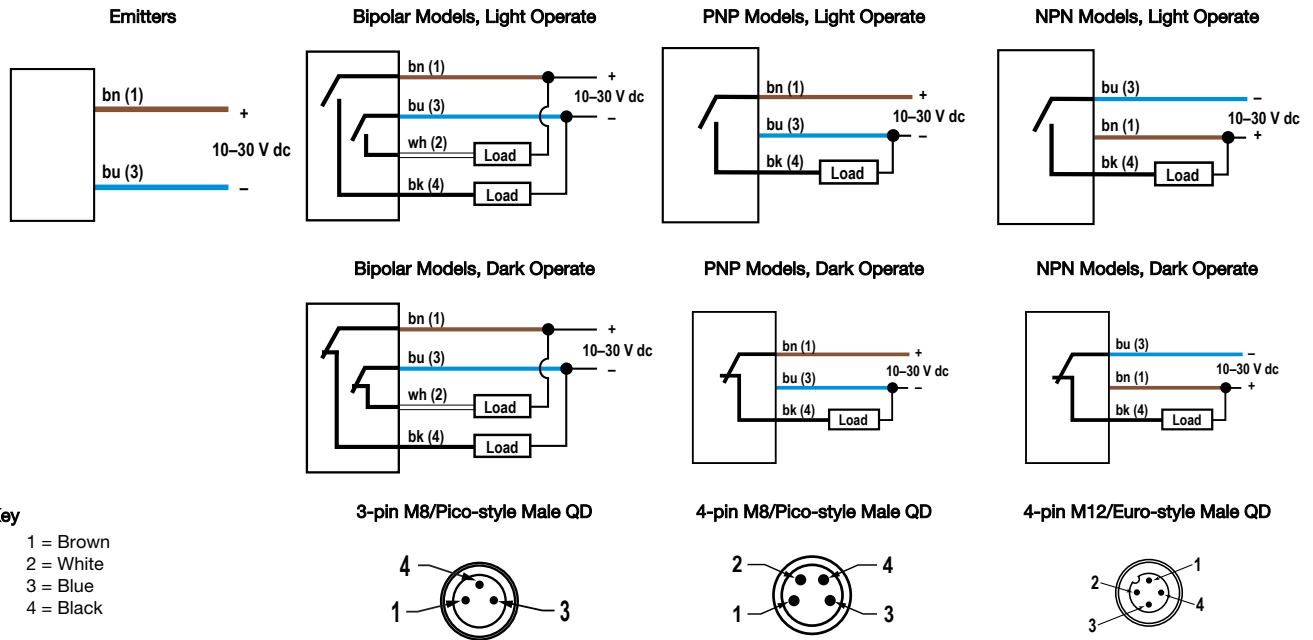 Emitters
bn (1)
+
10–30 V dc
bu (3)
–
Bipolar Models, Light Operate
bn (1)
+
10–30 V dc
bu (3)
–
wh (2)
Load
bk (4)
Load
PNP Models, Light Operate
bn (1)
+
10–30 V dc
bu (3)
–
bk (4)
Load
NPN Models, Light Operate
bu (3)
–
10–30 V dc
bn (1)
+
bk (4)
Load
Bipolar Models, Dark Operate
bn (1)
+
10–30 V dc
bu (3)
–
wh (2)
Load
bk (4)
Load
PNP Models, Dark Operate
bn (1)
+
10–30 V dc
bu (3)
–
bk (4)
Load
NPN Models, Dark Operate
bu (3)
–
10–30 V dc
bn (1)
+
bk (4)
Load
ey
1 = Brown
2 = White
3 = Blue
4 = Black
3-pin M8/Pico-style Male QD
4
1
3
4-pin M8/Pico-style Male QD
2
4
1
3
4-pin M12/Euro-style Male QD
1
2
4
3